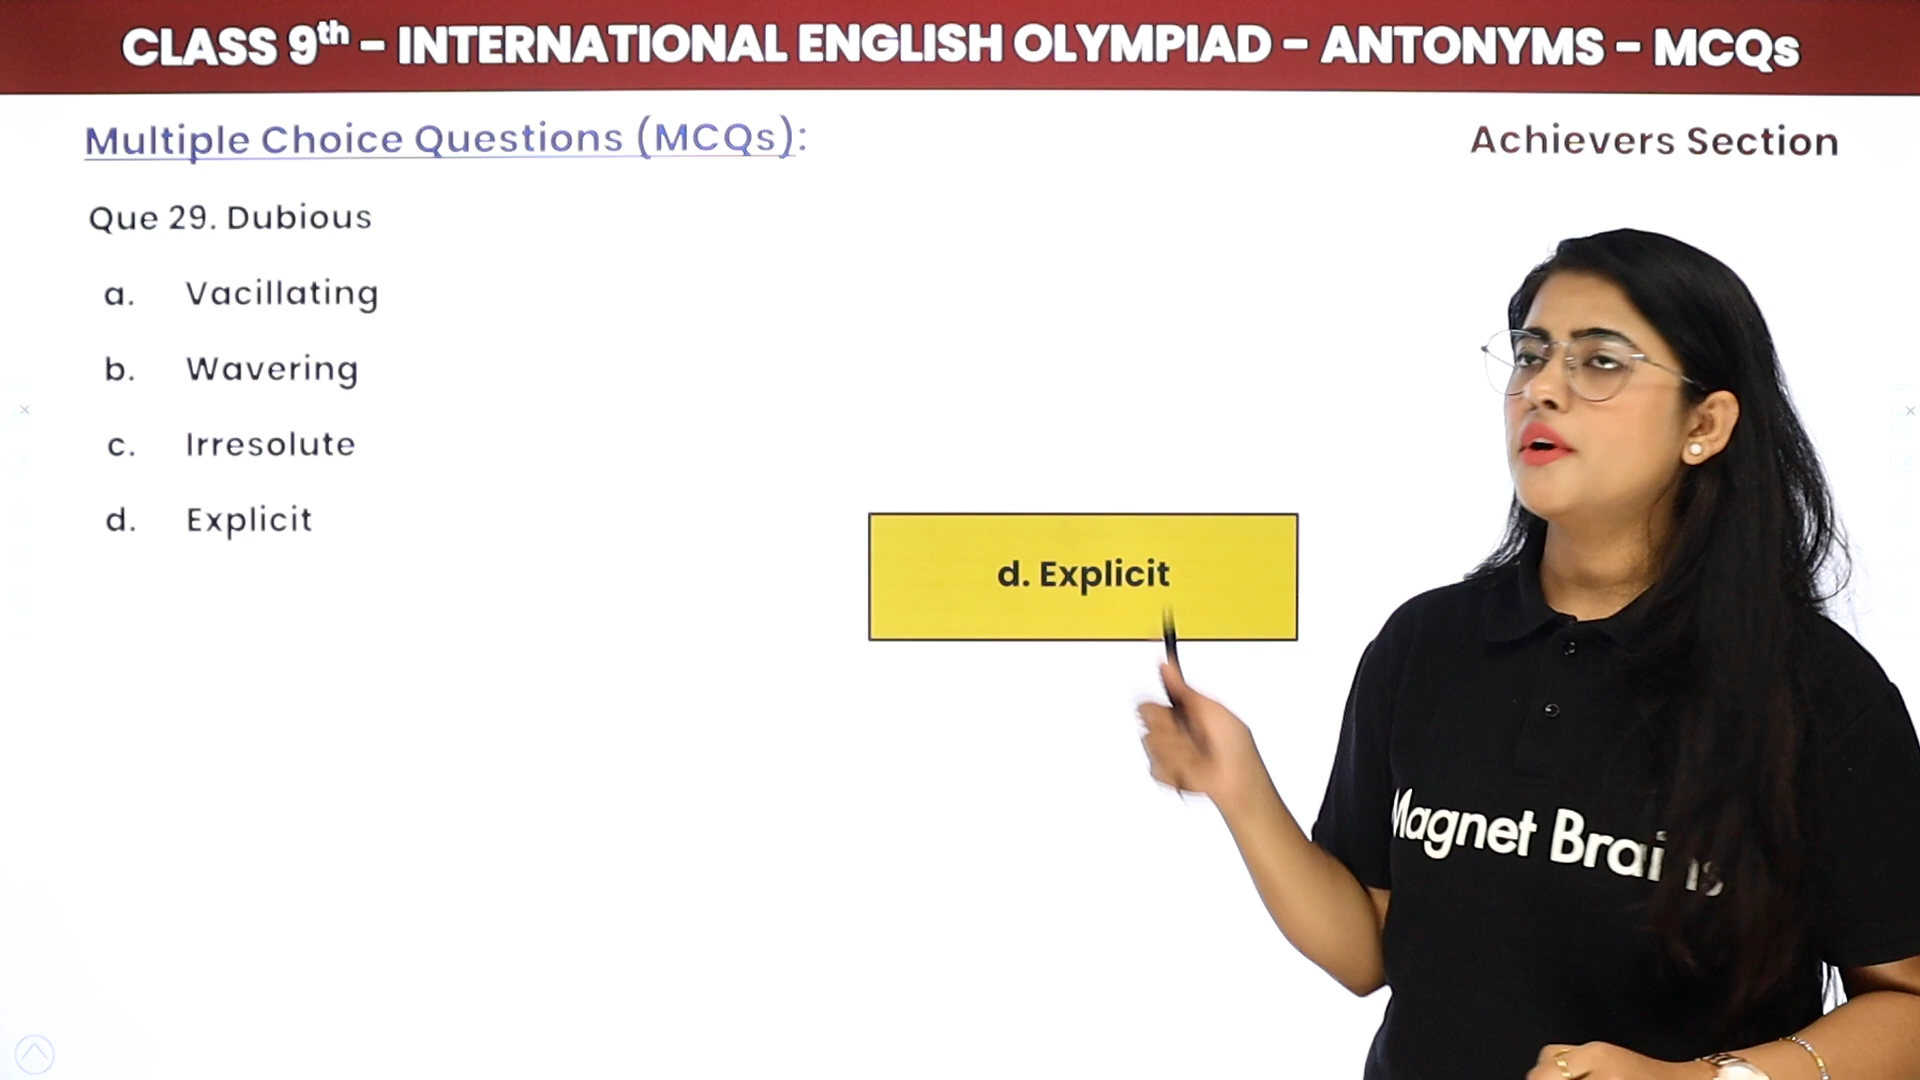 CLASS 9th – INTERNATIONAL ENGLISH OLYMPIAD – ANTONYMS – MCQs
Multiple Choice Questions (MCQs):
Achievers Section
Que 29. Dubious
a. Vacillating
b. Wavering
c. Irresolute
d. Explicit
d. Explicit
Magnet Brains